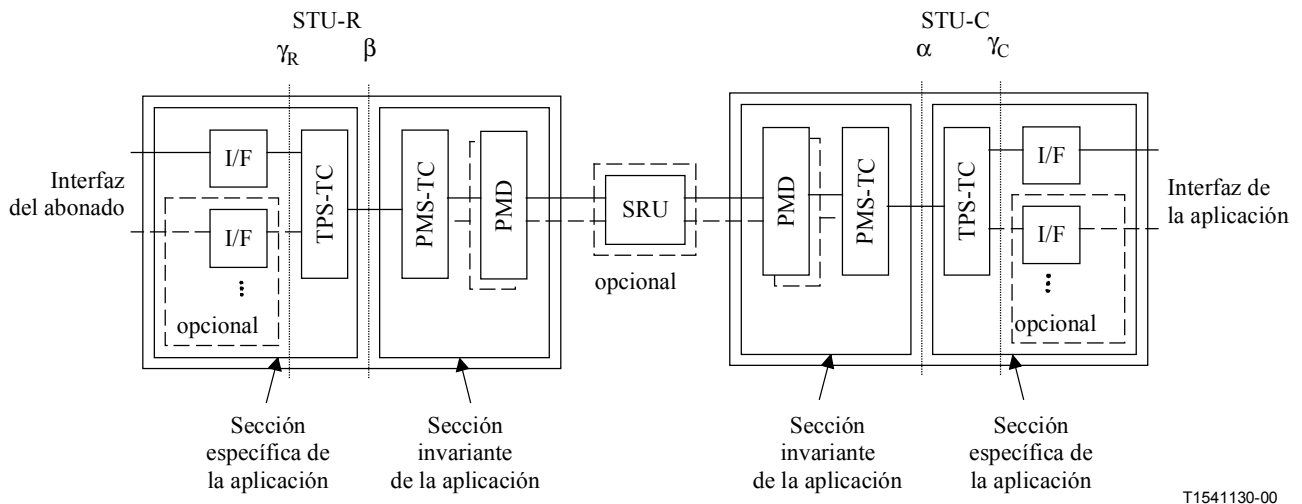 STU-R
γR
β
STU-C
α
γC
Interfaz
del abonado
I/F
I/F
...
opcional
TPS-TC
PMS-TC
PMD
SRU
opcional
PMD
PMS-TC
TPS-TC
I/F
I/F
...
opcional
Interfaz de
la aplicación
Sección
específica de
la aplicación
Sección
invariante
de la aplicación
Sección
invariante
de la aplicación
Sección
específica de
la aplicación
T1541130-00